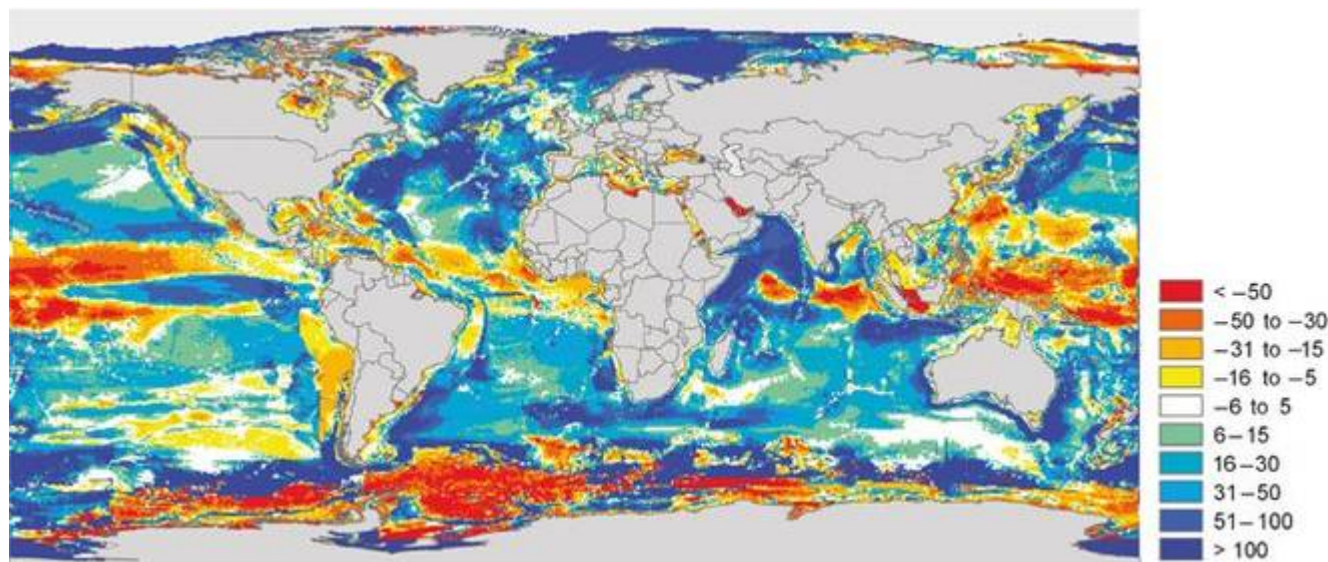 < –50
–50 to –30
–31 to –15
–16 to –5
–6 to 5
6–15
16–30
31–50
51–100
> 100